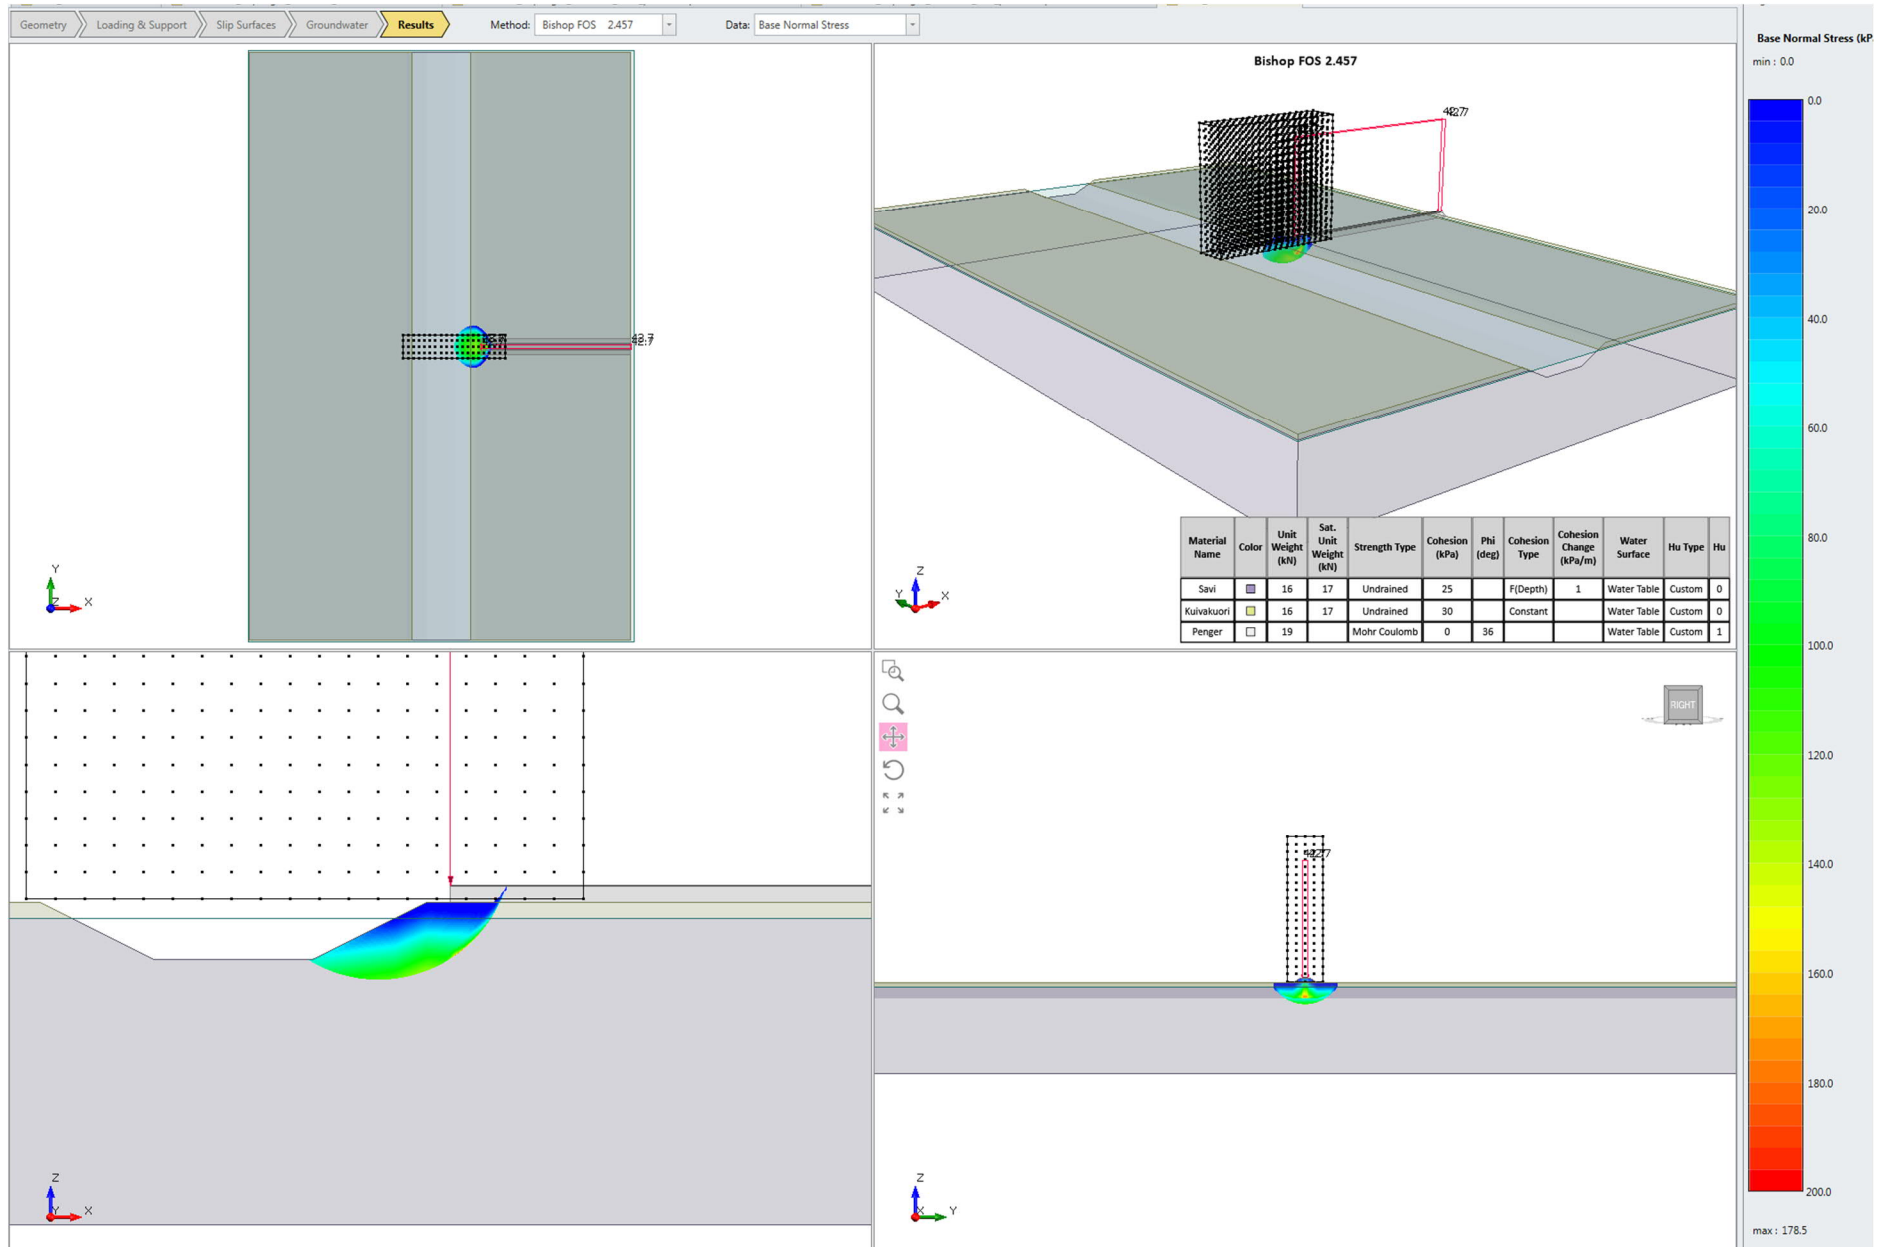 Geometry Loading & Support Slip Surfaces Groundwater Results Method: Bishop FOS 2.457 Data: Base Normal Stress
Base Normal Stress (kP
min : 0.0
Bishop FOS 2.457
0.0
20.0
40.0
60.0
80.0
100.0
120.0
140.0
160.0
180.0
200.0
max : 178.5
42.7
Y
Z X
Z
Y X
Material Name Color Unit Weight (kN) Sat. Unit Weight (kN) Strength Type Cohesion (kPa) Phi (deg) Cohesion Type Cohesion Change (kPa/m) Water Surface Hu Type Hu
Savi 16 17 Undrained 25 F(Depth) 1 Water Table Custom 0
Kuivakuori 16 17 Undrained 30 Constant Water Table Custom 0
Penger 19 Mohr Coulomb 0 36 Water Table Custom 1
RIGHT
Z
Y X
Z
X Y